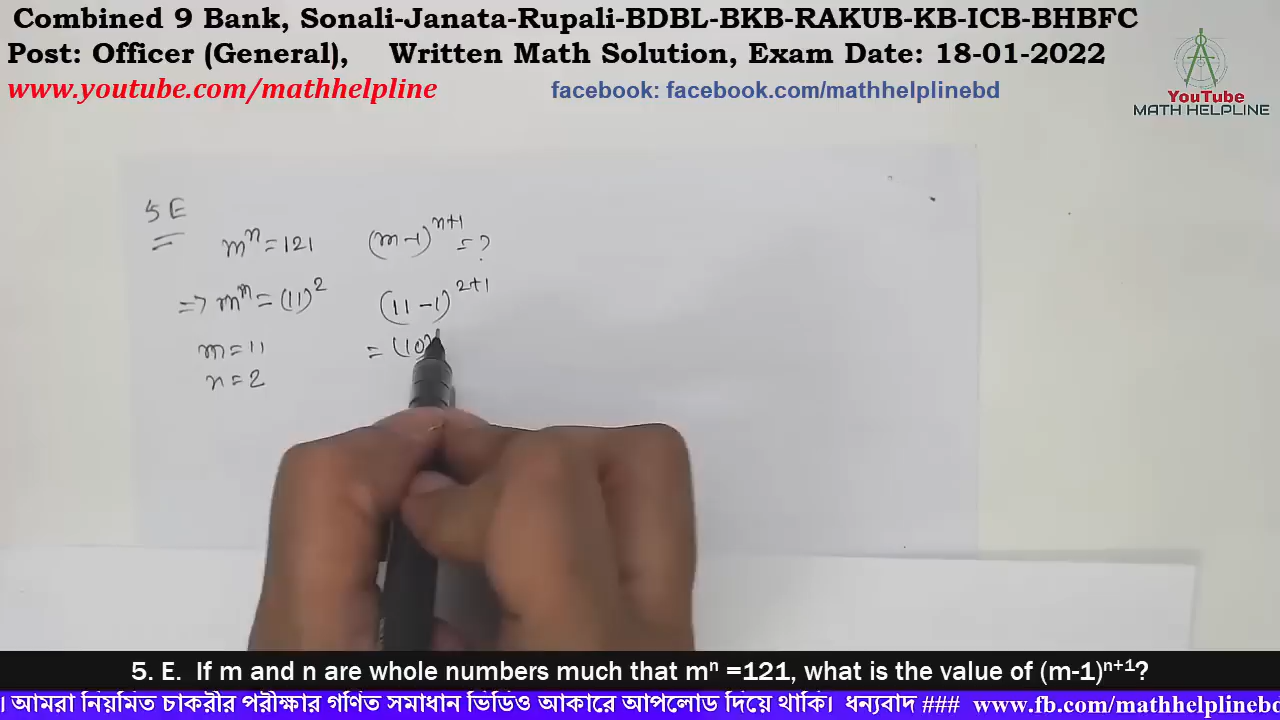 Combined 9 Bank, Sonali-Janata-Rupali-BDBL-BKB-RAKUB-KB-ICB-BHBFC
Post: Officer (General), Written Math Solution, Exam Date: 18-01-2022
www.youtube.com/mathhelpline facebook: facebook.com/mathhelplinebd
YouTube
MATH HELPLINE
5 E
mⁿ = 121 (m-1)ⁿ⁺¹ = ?
=> mⁿ = (11)² (11-1)²⁺¹
m = 11 = (10)
n = 2
5. E. If m and n are whole numbers much that mⁿ =121, what is the value of (m-1)ⁿ⁺¹?
। আমরা নিয়মিত চাকরীর পরীক্ষার গণিত সমাধান ভিডিও আকারে আপলোড দিয়ে থাকি। ধন্যবাদ ### www.fb.com/mathhelplinebd